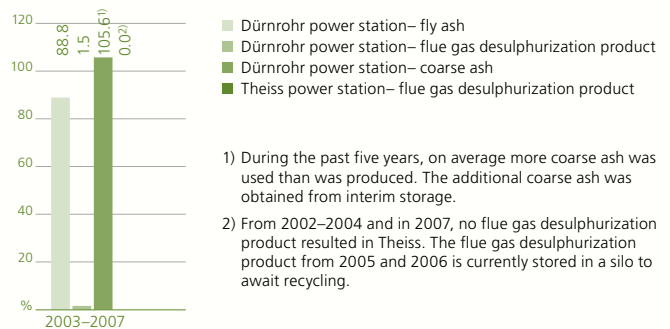 120
100
80
60
40
20
%
88.8
1.5
105.6¹⁾
0.0²⁾
2003–2007
Dürnrohr power station– fly ash
Dürnrohr power station– flue gas desulphurization product
Dürnrohr power station– coarse ash
Theiss power station– flue gas desulphurization product
1) During the past five years, on average more coarse ash was
used than was produced. The additional coarse ash was
obtained from interim storage.
2) From 2002–2004 and in 2007, no flue gas desulphurization
product resulted in Theiss. The flue gas desulphurization
product from 2005 and 2006 is currently stored in a silo to
await recycling.